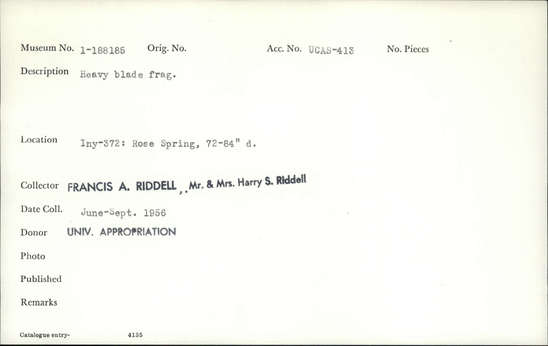 Museum No. 1-188185 Orig. No. Acc. No. UCAS-413 No. Pieces
Description Heavy blade frag.
Location Iny-372: Rose Spring, 72-84" d.
Collector FRANCIS A. RIDDELL, Mr. & Mrs. Harry S. Riddell
Date Coll. June-Sept. 1956
Donor UNIV. APPROPRIATION
Photo
Published
Remarks
Catalogue entry- 4135